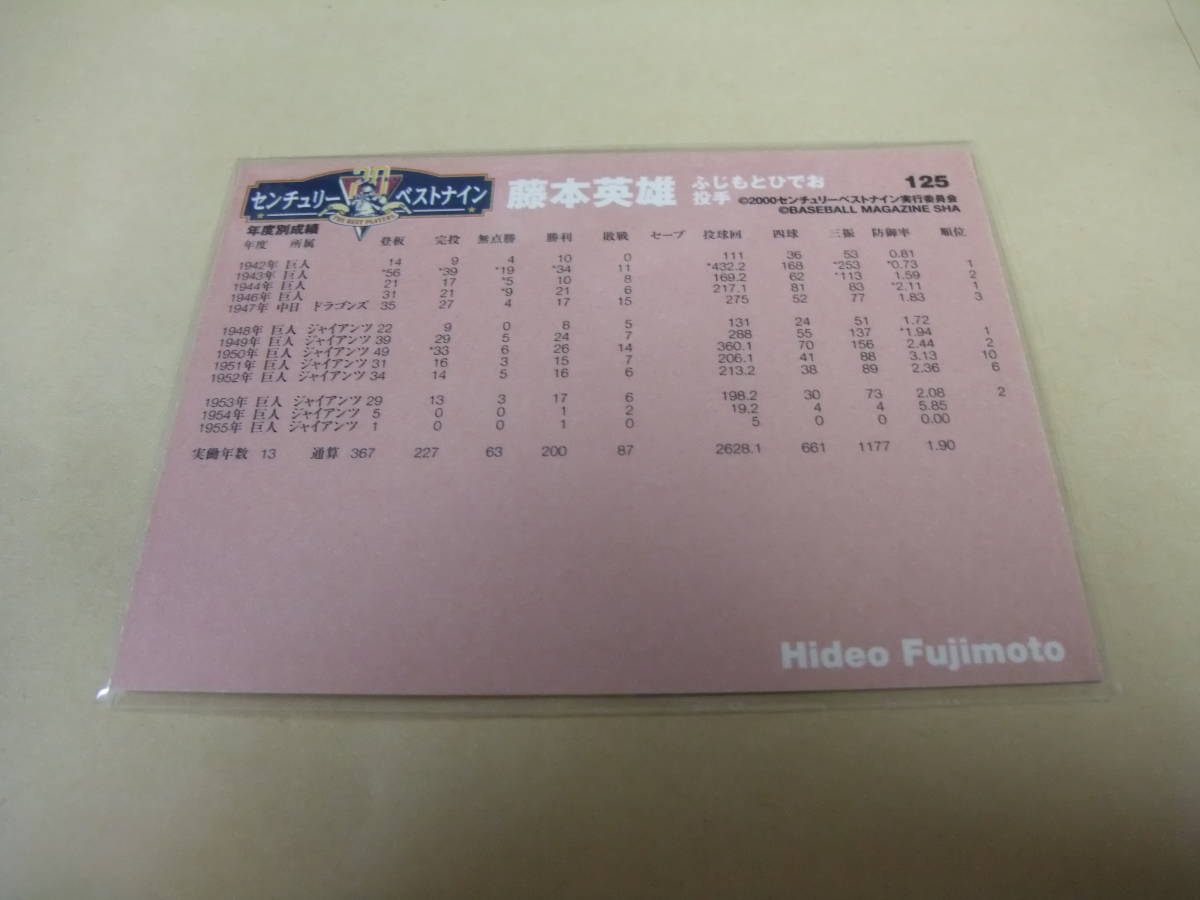 センチュリー 20 ベストナイン
THE BEST PLAYERS
藤本英雄 ふじもとひでお 投手
125
©2000センチュリーベストナイン実行委員会
©BASEBALL MAGAZINE SHA
年度別成績
年度 所属 登板 完投 無点勝 勝利 敗戦 セーブ 投球回 四球 三振 防御率 順位
1942年 巨人 14 9 4 10 0 111 36 53 0.81
1943年 巨人 *56 *39 *19 *34 11 *432.2 168 *253 *0.73 1
1944年 巨人 21 17 *5 10 8 169.2 62 *113 1.59 2
1946年 巨人 31 21 *9 21 6 217.1 81 83 *2.11 1
1947年 中日 ドラゴンズ 35 27 4 17 15 275 52 77 1.83 3
1948年 巨人 ジャイアンツ 22 9 0 8 5 131 24 51 1.72
1949年 巨人 ジャイアンツ 39 29 5 24 7 288 55 137 *1.94 1
1950年 巨人 ジャイアンツ 49 *33 6 26 14 360.1 70 156 2.44 2
1951年 巨人 ジャイアンツ 31 16 3 15 7 206.1 41 88 3.13 10
1952年 巨人 ジャイアンツ 34 14 5 16 6 213.2 38 89 2.36 6
1953年 巨人 ジャイアンツ 29 13 3 17 6 198.2 30 73 2.08 2
1954年 巨人 ジャイアンツ 5 0 0 1 2 19.2 4 4 5.85
1955年 巨人 ジャイアンツ 1 0 0 1 0 5 0 0 0.00
実働年数 13 通算 367 227 63 200 87 2628.1 661 1177 1.90
Hideo Fujimoto